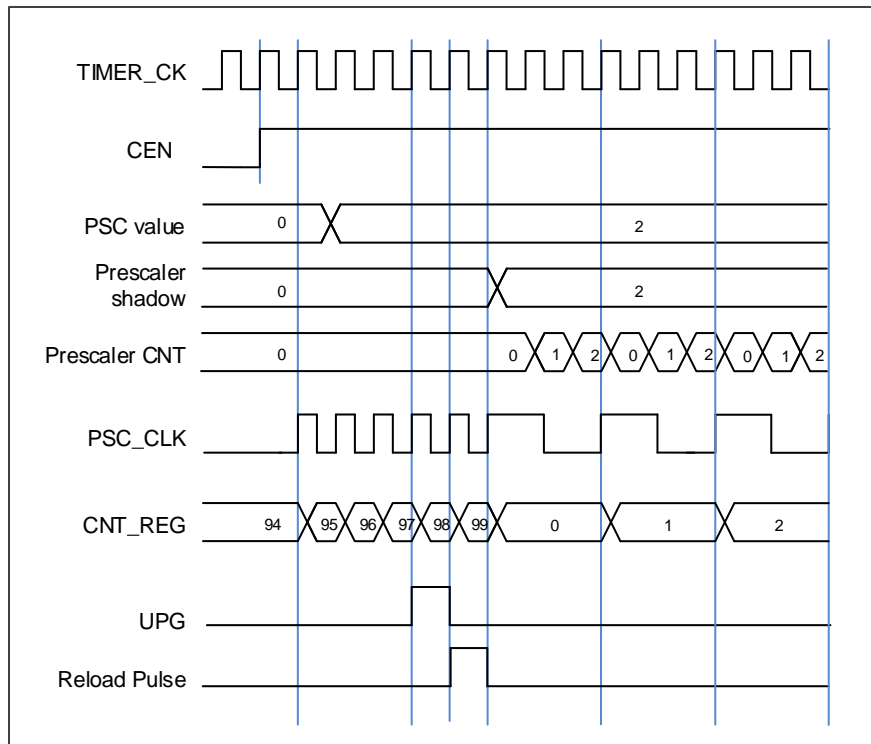 TIMER_CK
CEN
PSC value
0
2
Prescaler
shadow
0
2
Prescaler CNT
0
0 1 2 0 1 2 0 1 2
PSC_CLK
CNT_REG
94 95 96 97 98 99 0 1 2
UPG
Reload Pulse